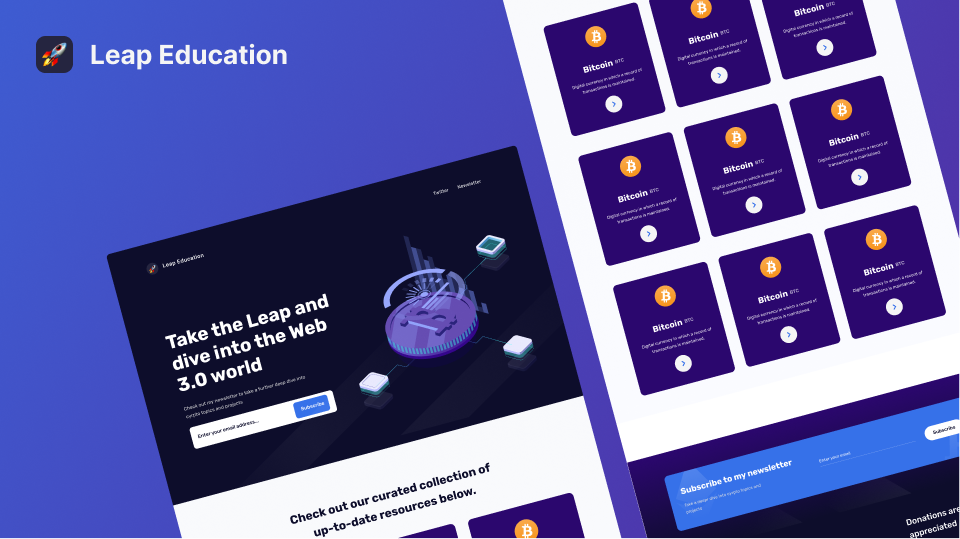 Leap Education
Twitter
Newsletter
Leap Education
Take the Leap and
dive into the Web
3.0 world
Check out my newsletter to take a further deep dive into
crypto topics and projects
Enter your email address...
Subscribe
Check out our curated collection of
up-to-date resources below.
Bitcoin BTC
Digital currency in which a record of
transactions is maintained.
Bitcoin BTC
Digital currency in which a record of
transactions is maintained.
Bitcoin BTC
Digital currency in which a record of
transactions is maintained.
Bitcoin BTC
Digital currency in which a record of
transactions is maintained.
Bitcoin BTC
Digital currency in which a record of
transactions is maintained.
Bitcoin BTC
Digital currency in which a record of
transactions is maintained.
Bitcoin BTC
Digital currency in which a record of
transactions is maintained.
Bitcoin BTC
Digital currency in which a record of
transactions is maintained.
Bitcoin BTC
Digital currency in which a record of
transactions is maintained.
Subscribe to my newsletter
Take a deep dive into crypto topics and
projects
Enter your email
Subscribe
Donations are
appreciated